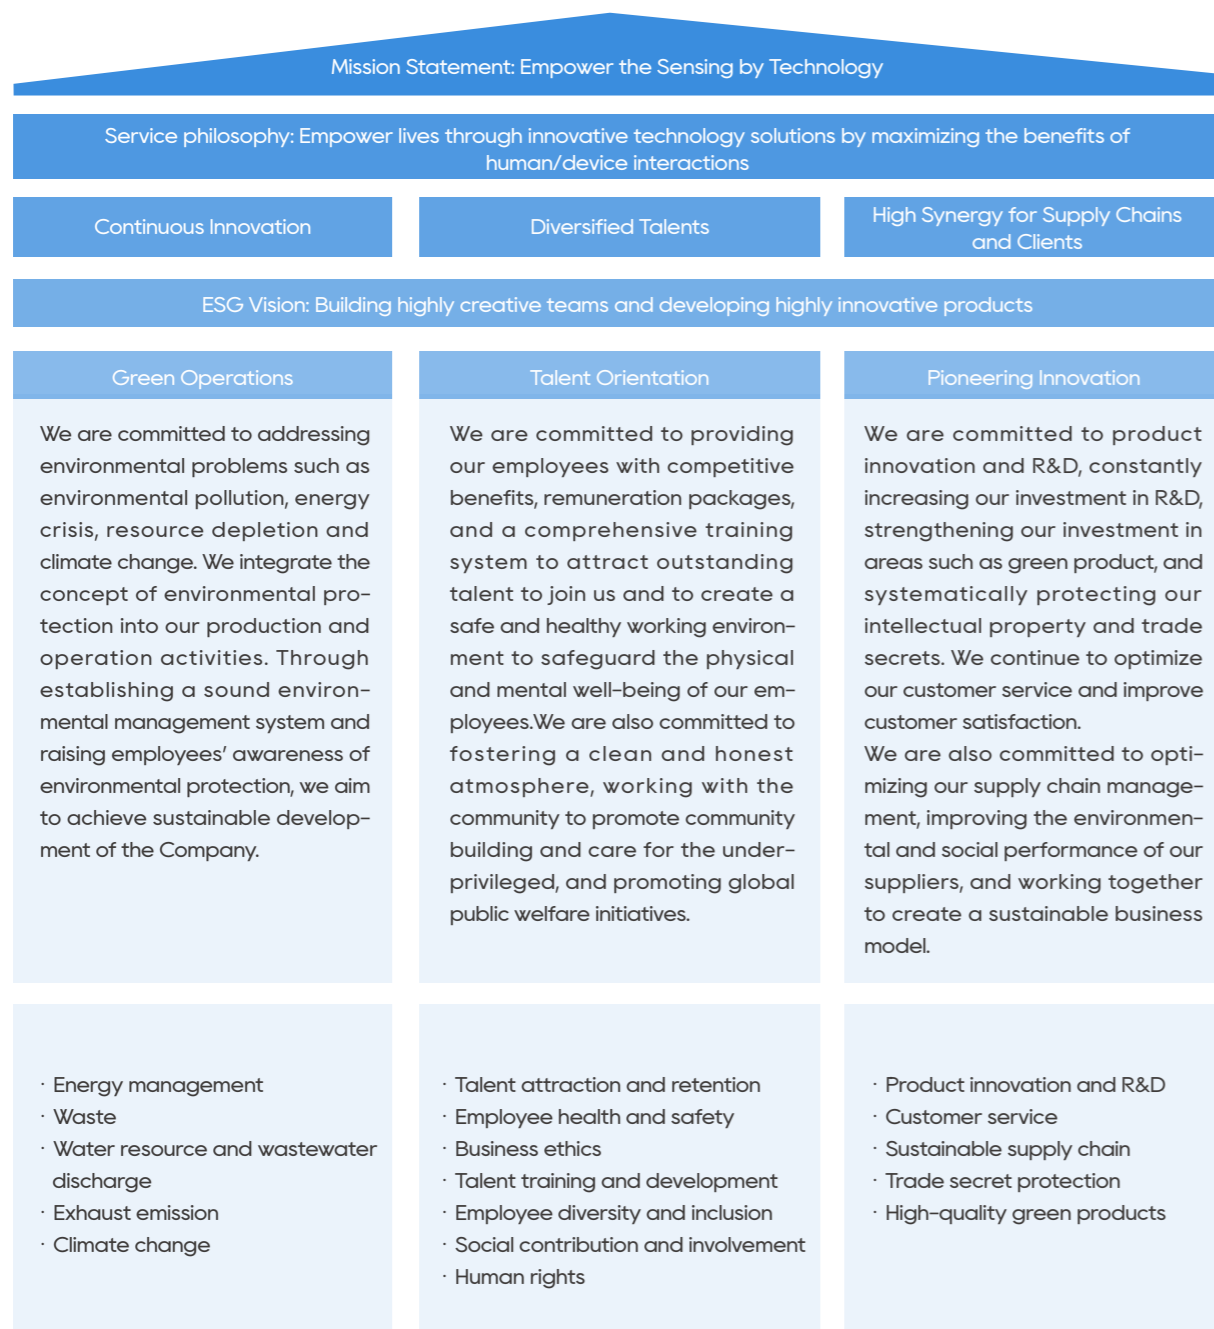 Mission Statement: Empower the Sensing by Technology
Service philosophy: Empower lives through innovative technology solutions by maximizing the benefits of
human/device interactions
Continuous Innovation
Diversified Talents
High Synergy for Supply Chains
and Clients
ESG Vision: Building highly creative teams and developing highly innovative products
Green Operations
We are committed to addressing
environmental problems such as
environmental pollution, energy
crisis, resource depletion and
climate change. We integrate the
concept of environmental pro-
tection into our production and
operation activities. Through
establishing a sound environ-
mental management system and
raising employees' awareness of
environmental protection, we aim
to achieve sustainable develop-
ment of the Company.
Talent Orientation
We are committed to providing
our employees with competitive
benefits, remuneration packages,
and a comprehensive training
system to attract outstanding
talent to join us and to create a
safe and healthy working environ-
ment to safeguard the physical
and mental well-being of our em-
ployees.We are also committed to
fostering a clean and honest
atmosphere, working with the
community to promote community
building and care for the under-
privileged, and promoting global
public welfare initiatives.
Pioneering Innovation
We are committed to product
innovation and R&D, constantly
increasing our investment in R&D,
strengthening our investment in
areas such as green product, and
systematically protecting our
intellectual property and trade
secrets. We continue to optimize
our customer service and improve
customer satisfaction.
We are also committed to opti-
mizing our supply chain manage-
ment, improving the environmen-
tal and social performance of our
suppliers, and working together
to create a sustainable business
model.
· Energy management
· Waste
· Water resource and wastewater
discharge
· Exhaust emission
· Climate change
· Talent attraction and retention
· Employee health and safety
· Business ethics
· Talent training and development
· Employee diversity and inclusion
· Social contribution and involvement
· Human rights
· Product innovation and R&D
· Customer service
· Sustainable supply chain
· Trade secret protection
· High-quality green products